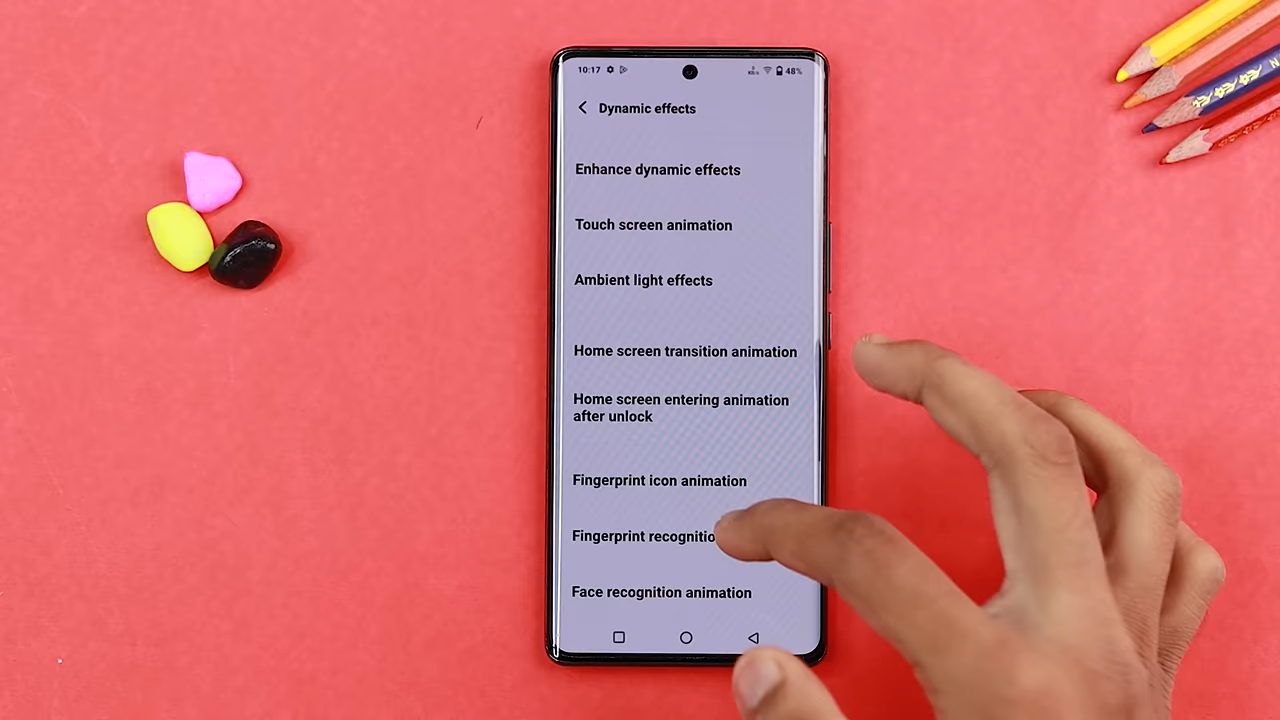 10:17 48%
Dynamic effects
Enhance dynamic effects
Touch screen animation
Ambient light effects
Home screen transition animation
Home screen entering animation
after unlock
Fingerprint icon animation
Fingerprint recognitio
Face recognition animation